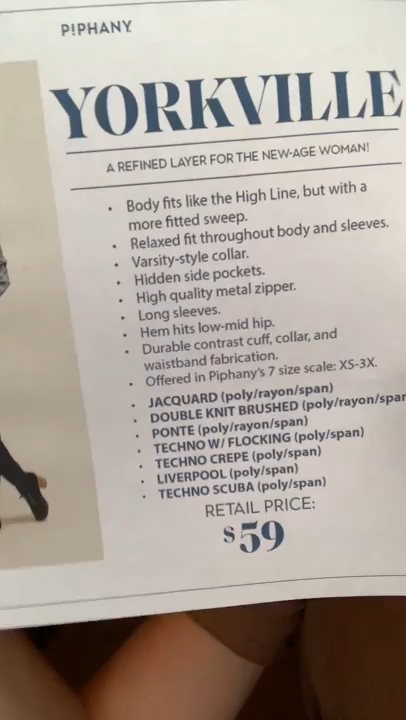 P!PHANY
YORKVILLE
A REFINED LAYER FOR THE NEW-AGE WOMAN!
• Body fits like the High Line, but with a
more fitted sweep.
• Relaxed fit throughout body and sleeves.
• Varsity-style collar.
• Hidden side pockets.
• High quality metal zipper.
• Long sleeves.
• Hem hits low-mid hip.
• Durable contrast cuff, collar, and
waistband fabrication.
• Offered in Piphany's 7 size scale: XS-3X.
• JACQUARD (poly/rayon/span)
• DOUBLE KNIT BRUSHED (poly/rayon/span
• PONTE (poly/rayon/span)
• TECHNO W/ FLOCKING (poly/span)
• TECHNO CREPE (poly/span)
• LIVERPOOL (poly/span)
• TECHNO SCUBA (poly/span)
RETAIL PRICE:
$59